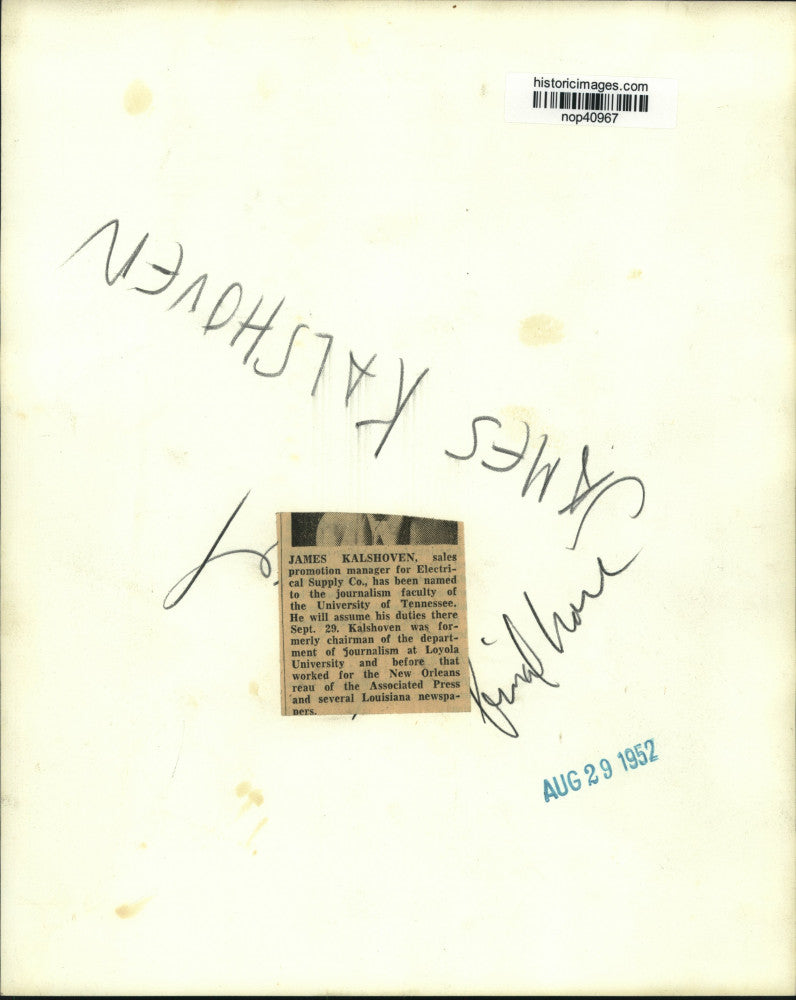 historicimages.com
nop40967
JAMES KALSHOVEN
JAMES KALSHOVEN, sales
promotion manager for Electri-
cal Supply Co., has been named
to the journalism faculty of
the University of Tennessee.
He will assume his duties there
Sept. 29. Kalshoven was for-
merly chairman of the depart-
ment of journalism at Loyola
University and before that
worked for the New Orleans
reau of the Associated Press
and several Louisiana newspa-
pers.
AUG 29 1952